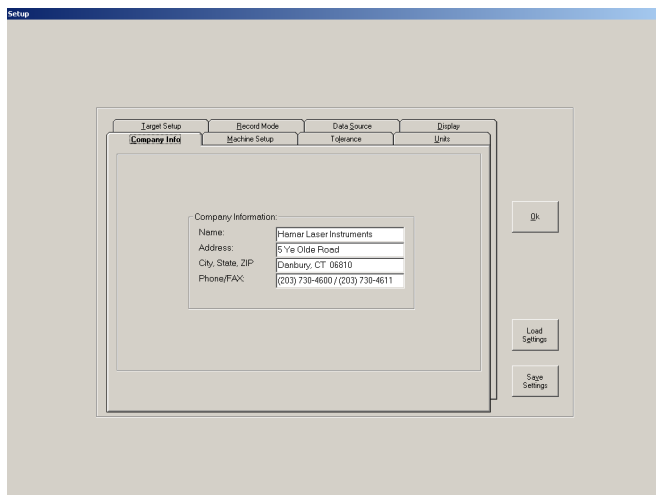 Setup
Target Setup Record Mode Data Source Display
Company Info Machine Setup Tolerance Units
Company Information:
Name: Hamar Laser Instruments
Address: 5 Ye Olde Road
City, State, ZIP Danbury, CT 06810
Phone/FAX: (203) 730-4600 / (203) 730-4611
Ok
Load
Settings
Save
Settings